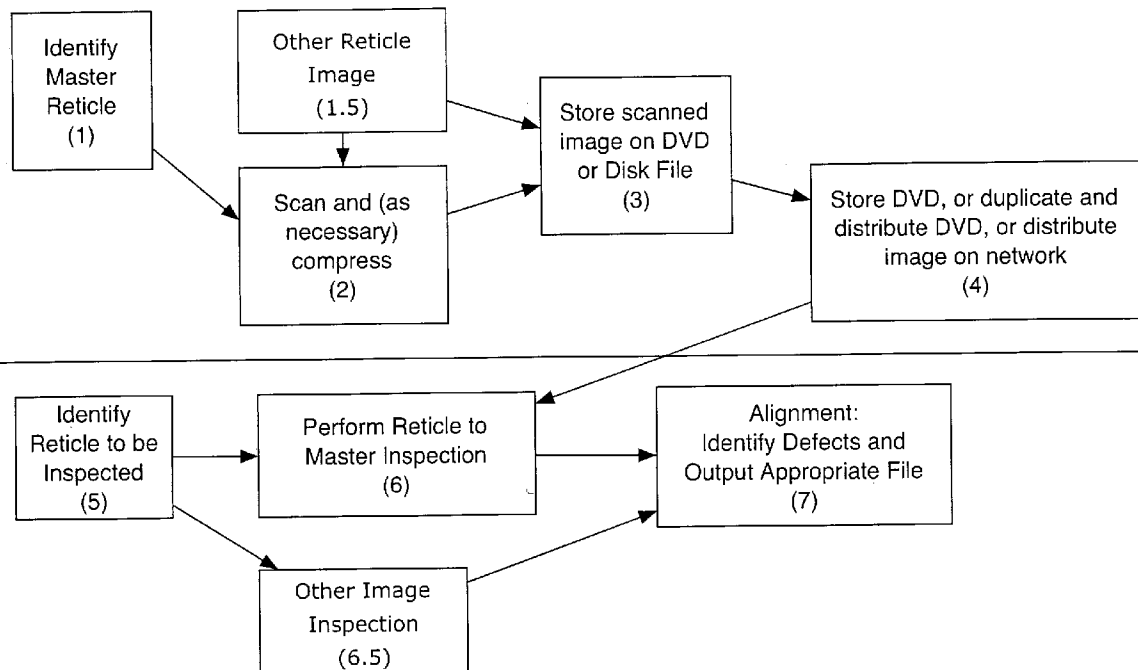 Identify
Master
Reticle
(1)
Other Reticle
Image
(1.5)
Scan and (as
necessary)
compress
(2)
Store scanned
image on DVD
or Disk File
(3)
Store DVD, or duplicate and
distribute DVD, or distribute
image on network
(4)
Identify
Reticle to be
Inspected
(5)
Perform Reticle to
Master Inspection
(6)
Other Image
Inspection
(6.5)
Alignment:
Identify Defects and
Output Appropriate File
(7)